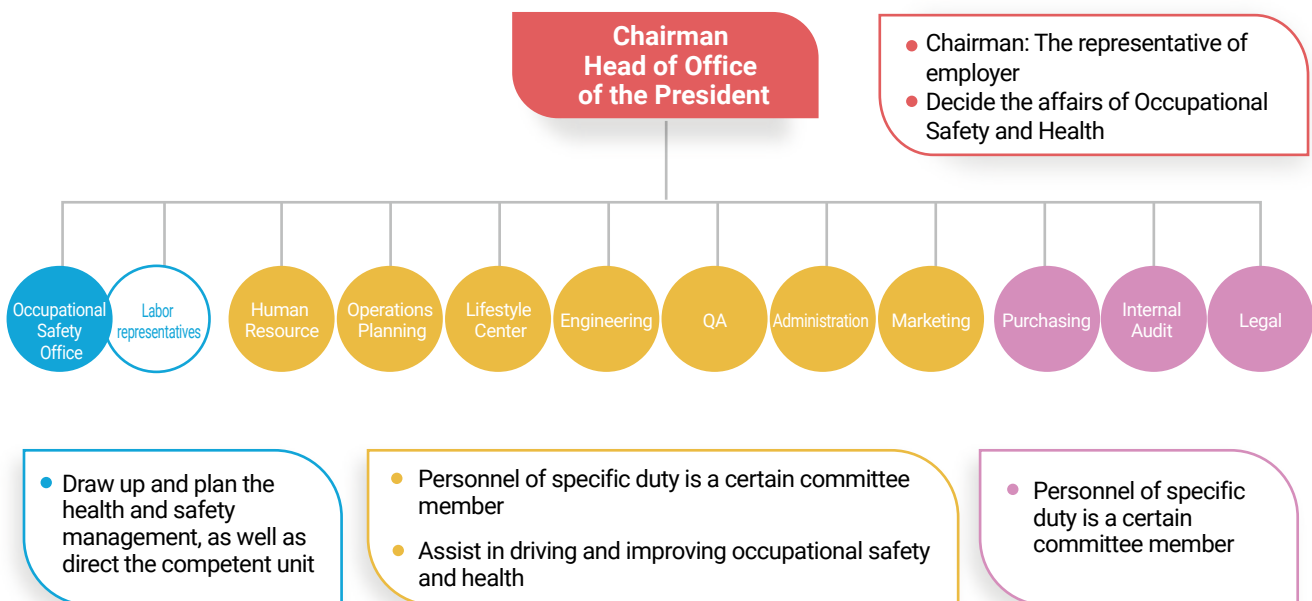 Chairman
Head of Office
of the President
Chairman: The representative of
employer
Decide the affairs of Occupational
Safety and Health
Occupational
Safety
Office
Labor
representatives
Human
Resource
Operations
Planning
Lifestyle
Center
Engineering
QA
Administration
Marketing
Purchasing
Internal
Audit
Legal
Draw up and plan the
health and safety
management, as well as
direct the competent unit
Personnel of specific duty is a certain committee
member
Assist in driving and improving occupational safety
and health
Personnel of specific
duty is a certain
committee member